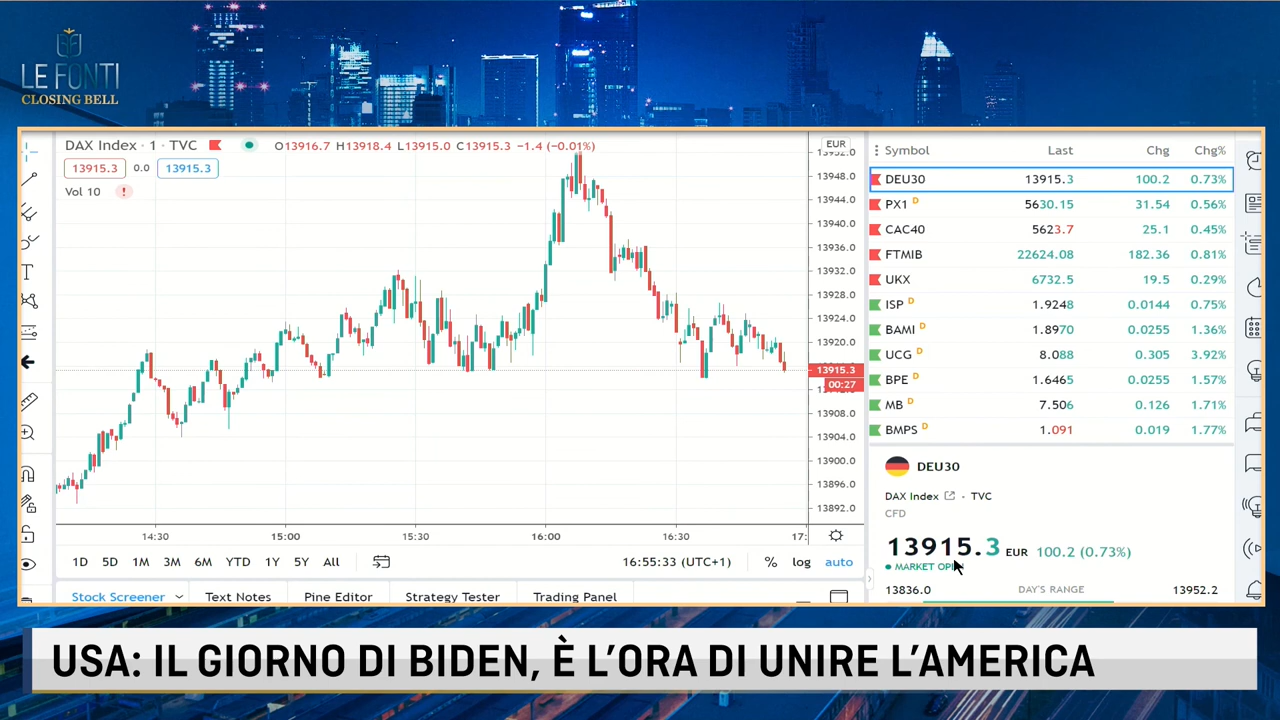 LE FONTI
CLOSING BELL
DAX Index · 1 · TVC O13916.7 H13918.4 L13915.0 C13915.3 −1.4 (−0.01%)
13915.3 0.0 13915.3
Vol 10 !
EUR
13952.0
13948.0
13944.0
13940.0
13936.0
13932.0
13928.0
13924.0
13920.0
13915.3
00:27
13908.0
13904.0
13900.0
13896.0
13892.0
14:30 15:00 15:30 16:00 16:30 17:
1D 5D 1M 3M 6M YTD 1Y 5Y All 16:55:33 (UTC+1) % log auto
Stock Screener Text Notes Pine Editor Strategy Tester Trading Panel
Symbol Last Chg Chg%
DEU30 13915.3 100.2 0.73%
PX1 D 5630.15 31.54 0.56%
CAC40 5623.7 25.1 0.45%
FTMIB 22624.08 182.36 0.81%
UKX 6732.5 19.5 0.29%
ISP D 1.9248 0.0144 0.75%
BAMI D 1.8970 0.0255 1.36%
UCG D 8.088 0.305 3.92%
BPE D 1.6465 0.0255 1.57%
MB D 7.506 0.126 1.71%
BMPS D 1.091 0.019 1.77%
DEU30
DAX Index · TVC
CFD
13915.3 EUR 100.2 (0.73%)
MARKET OPEN
13836.0 DAY'S RANGE 13952.2
USA: IL GIORNO DI BIDEN, È L'ORA DI UNIRE L'AMERICA